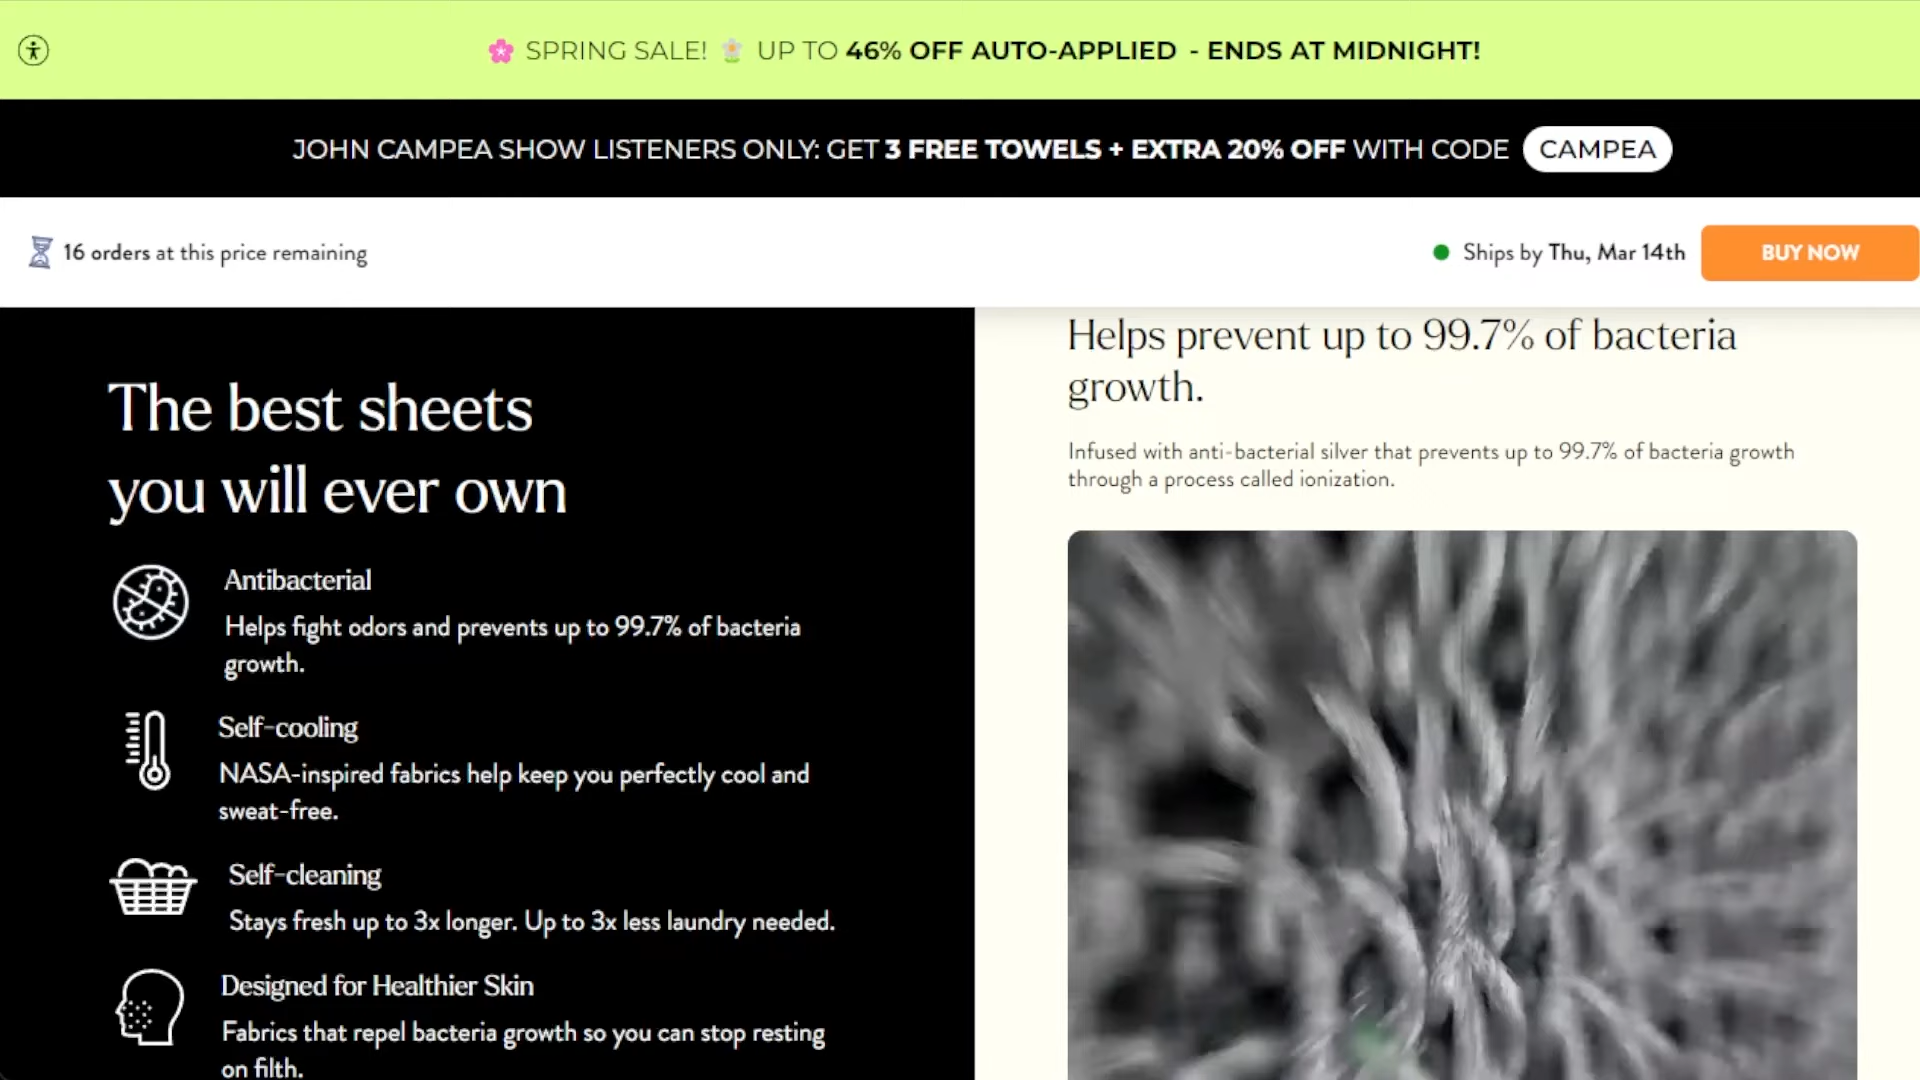 SPRING SALE! UP TO 46% OFF AUTO-APPLIED - ENDS AT MIDNIGHT!
JOHN CAMPEA SHOW LISTENERS ONLY: GET 3 FREE TOWELS + EXTRA 20% OFF WITH CODE CAMPEA
16 orders at this price remaining
Ships by Thu, Mar 14th
BUY NOW
The best sheets
you will ever own
Antibacterial
Helps fight odors and prevents up to 99.7% of bacteria
growth.
Self-cooling
NASA-inspired fabrics help keep you perfectly cool and
sweat-free.
Self-cleaning
Stays fresh up to 3x longer. Up to 3x less laundry needed.
Designed for Healthier Skin
Fabrics that repel bacteria growth so you can stop resting
on filth.
Helps prevent up to 99.7% of bacteria
growth.
Infused with anti-bacterial silver that prevents up to 99.7% of bacteria growth
through a process called ionization.